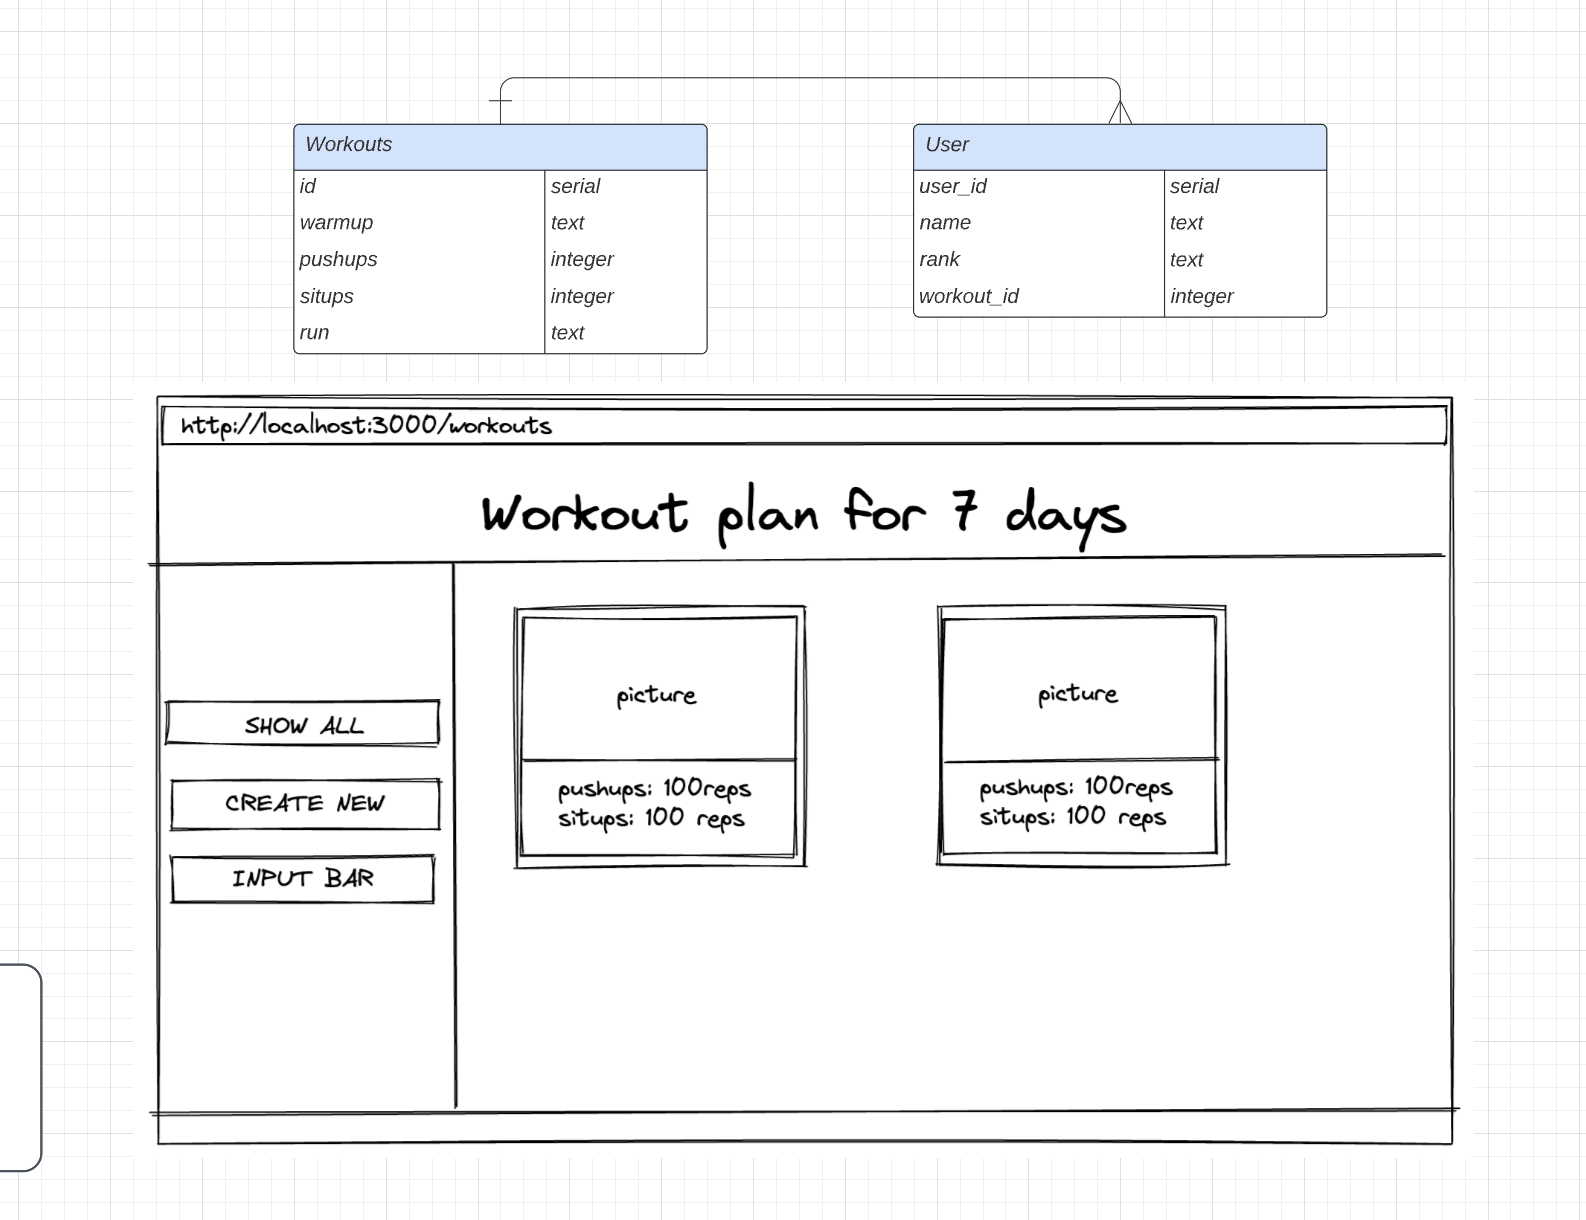 Workouts
id serial
warmup text
pushups integer
situps integer
run text
User
user_id serial
name text
rank text
workout_id integer
http://localhost:3000/workouts
Workout plan for 7 days
SHOW ALL
CREATE NEW
INPUT BAR
picture
pushups: 100reps
situps: 100 reps
picture
pushups: 100reps
situps: 100 reps